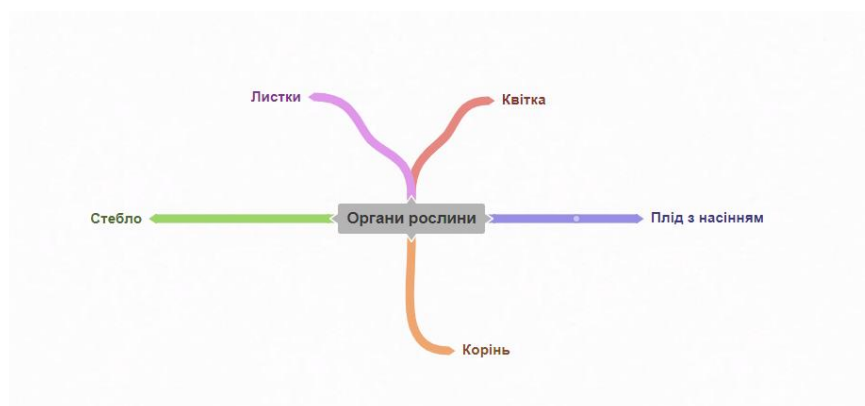 Листки
Квітка
Стебло
Органи рослини
Плід з насінням
Корінь